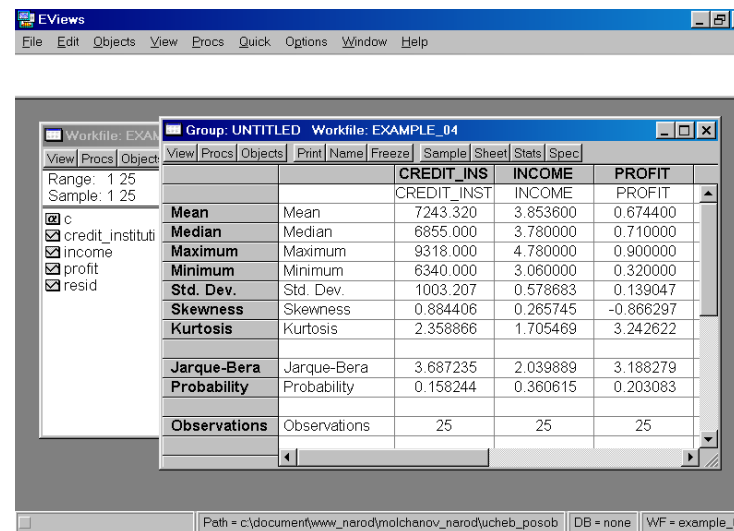 EViews
File Edit Objects View Procs Quick Options Window Help
Workfile: EXAM
View Procs Object
Range: 1 25
Sample: 1 25
c
credit_instituti
income
profit
resid
Group: UNTITLED Workfile: EXAMPLE_04
View Procs Objects Print Name Freeze Sample Sheet Stats Spec
CREDIT_INS INCOME PROFIT
CREDIT_INST INCOME PROFIT
Mean Mean 7243.320 3.853600 0.674400
Median Median 6855.000 3.780000 0.710000
Maximum Maximum 9318.000 4.780000 0.900000
Minimum Minimum 6340.000 3.060000 0.320000
Std. Dev. Std. Dev. 1003.207 0.578683 0.139047
Skewness Skewness 0.884406 0.265745 -0.866297
Kurtosis Kurtosis 2.358866 1.705469 3.242622
Jarque-Bera Jarque-Bera 3.687235 2.039889 3.188279
Probability Probability 0.158244 0.360615 0.203083
Observations Observations 25 25 25
Path = c:\document\www_narod\molchanov_narod\ucheb_posob DB = none WF = example_